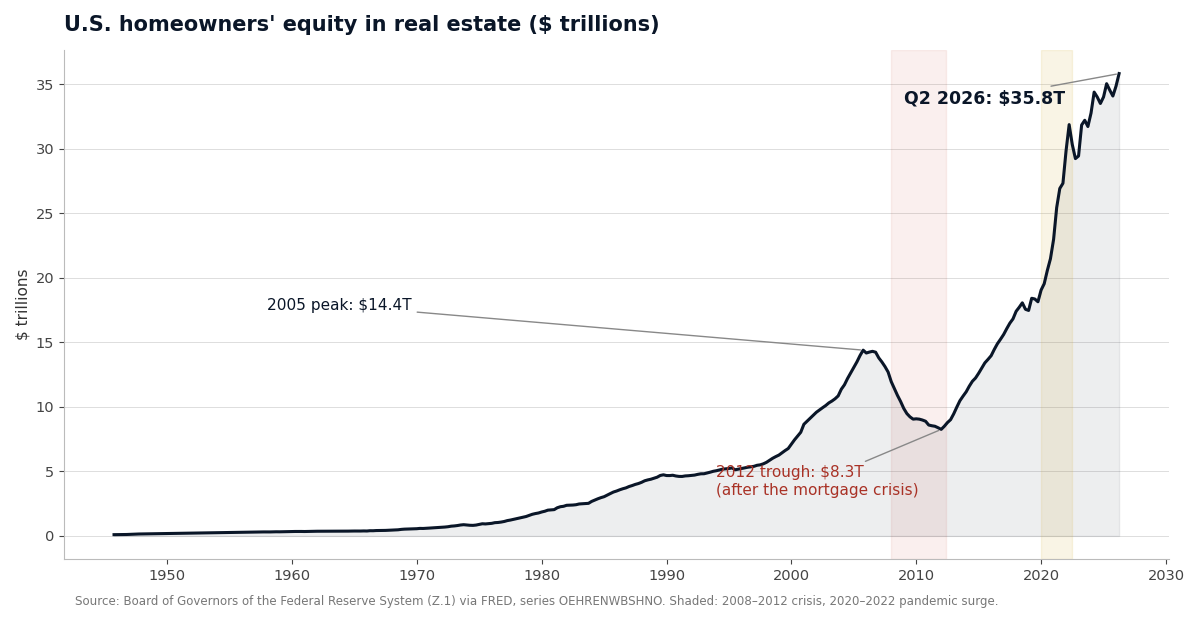 U.S. homeowners' equity in real estate ($ trillions)
$ trillions
35
30
25
20
15
10
5
0
Q2 2026: $35.8T
2005 peak: $14.4T
2012 trough: $8.3T
(after the mortgage crisis)
1950 1960 1970 1980 1990 2000 2010 2020 2030
Source: Board of Governors of the Federal Reserve System (Z.1) via FRED, series OEHRENWBSHNO. Shaded: 2008–2012 crisis, 2020–2022 pandemic surge.